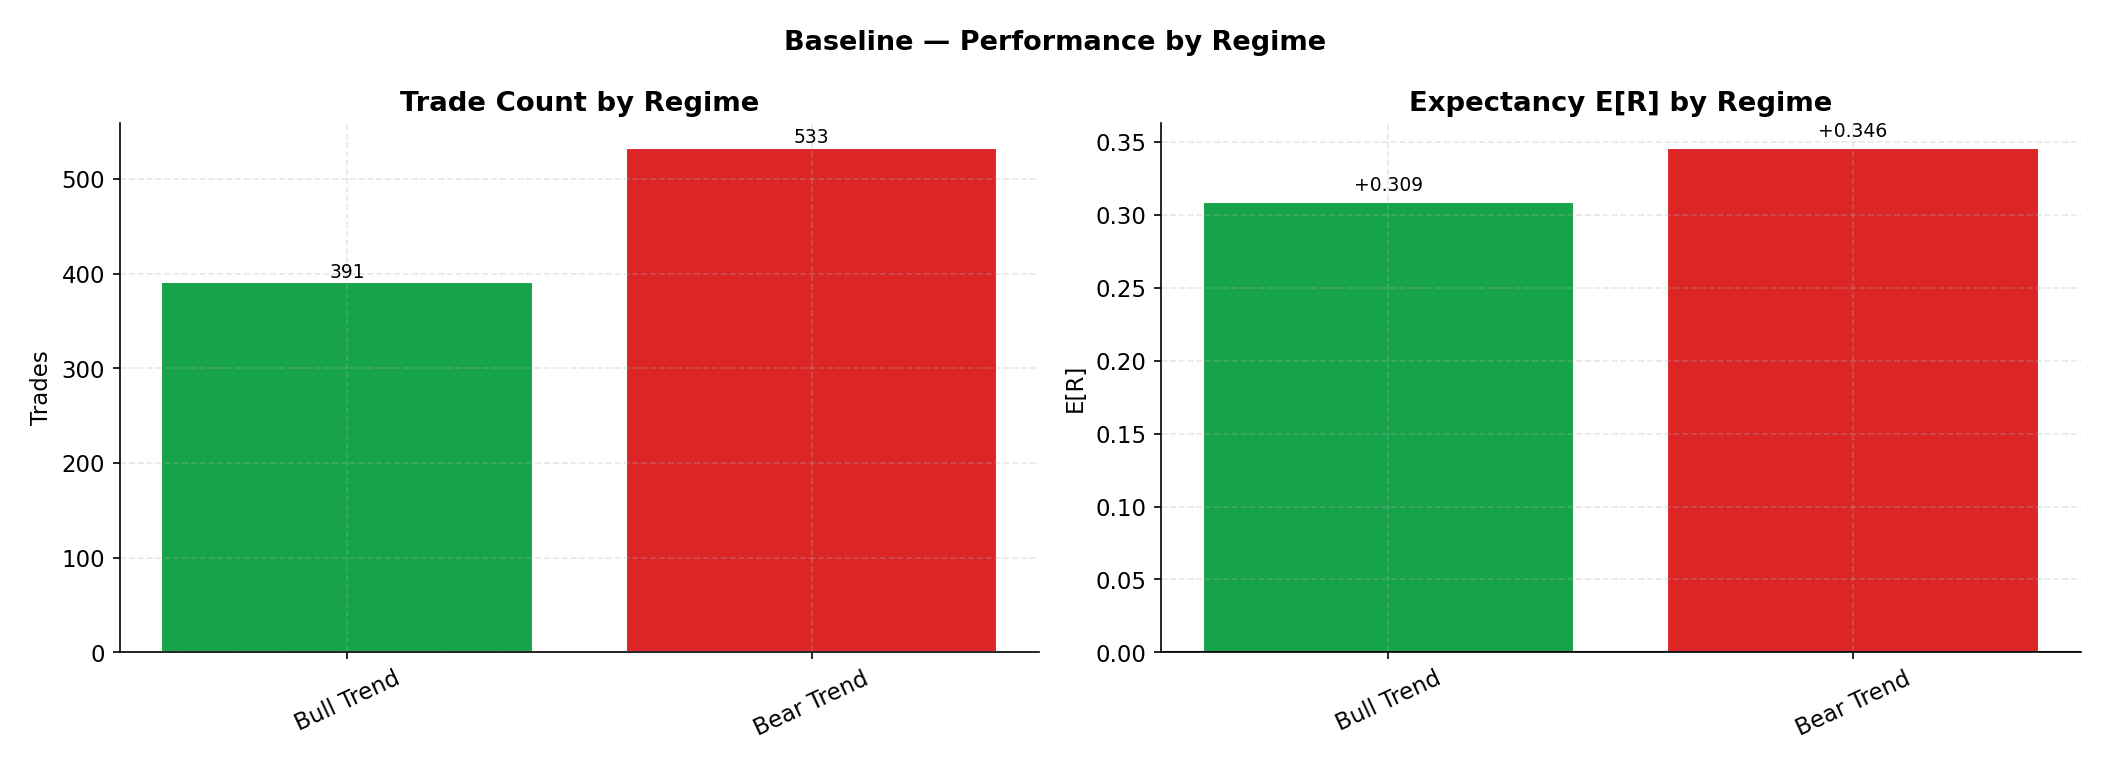 Baseline — Performance by Regime
Trade Count by Regime
Trades
500
400
300
200
100
0
391
533
Bull Trend
Bear Trend
Expectancy E[R] by Regime
E[R]
0.35
0.30
0.25
0.20
0.15
0.10
0.05
0.00
+0.309
+0.346
Bull Trend
Bear Trend